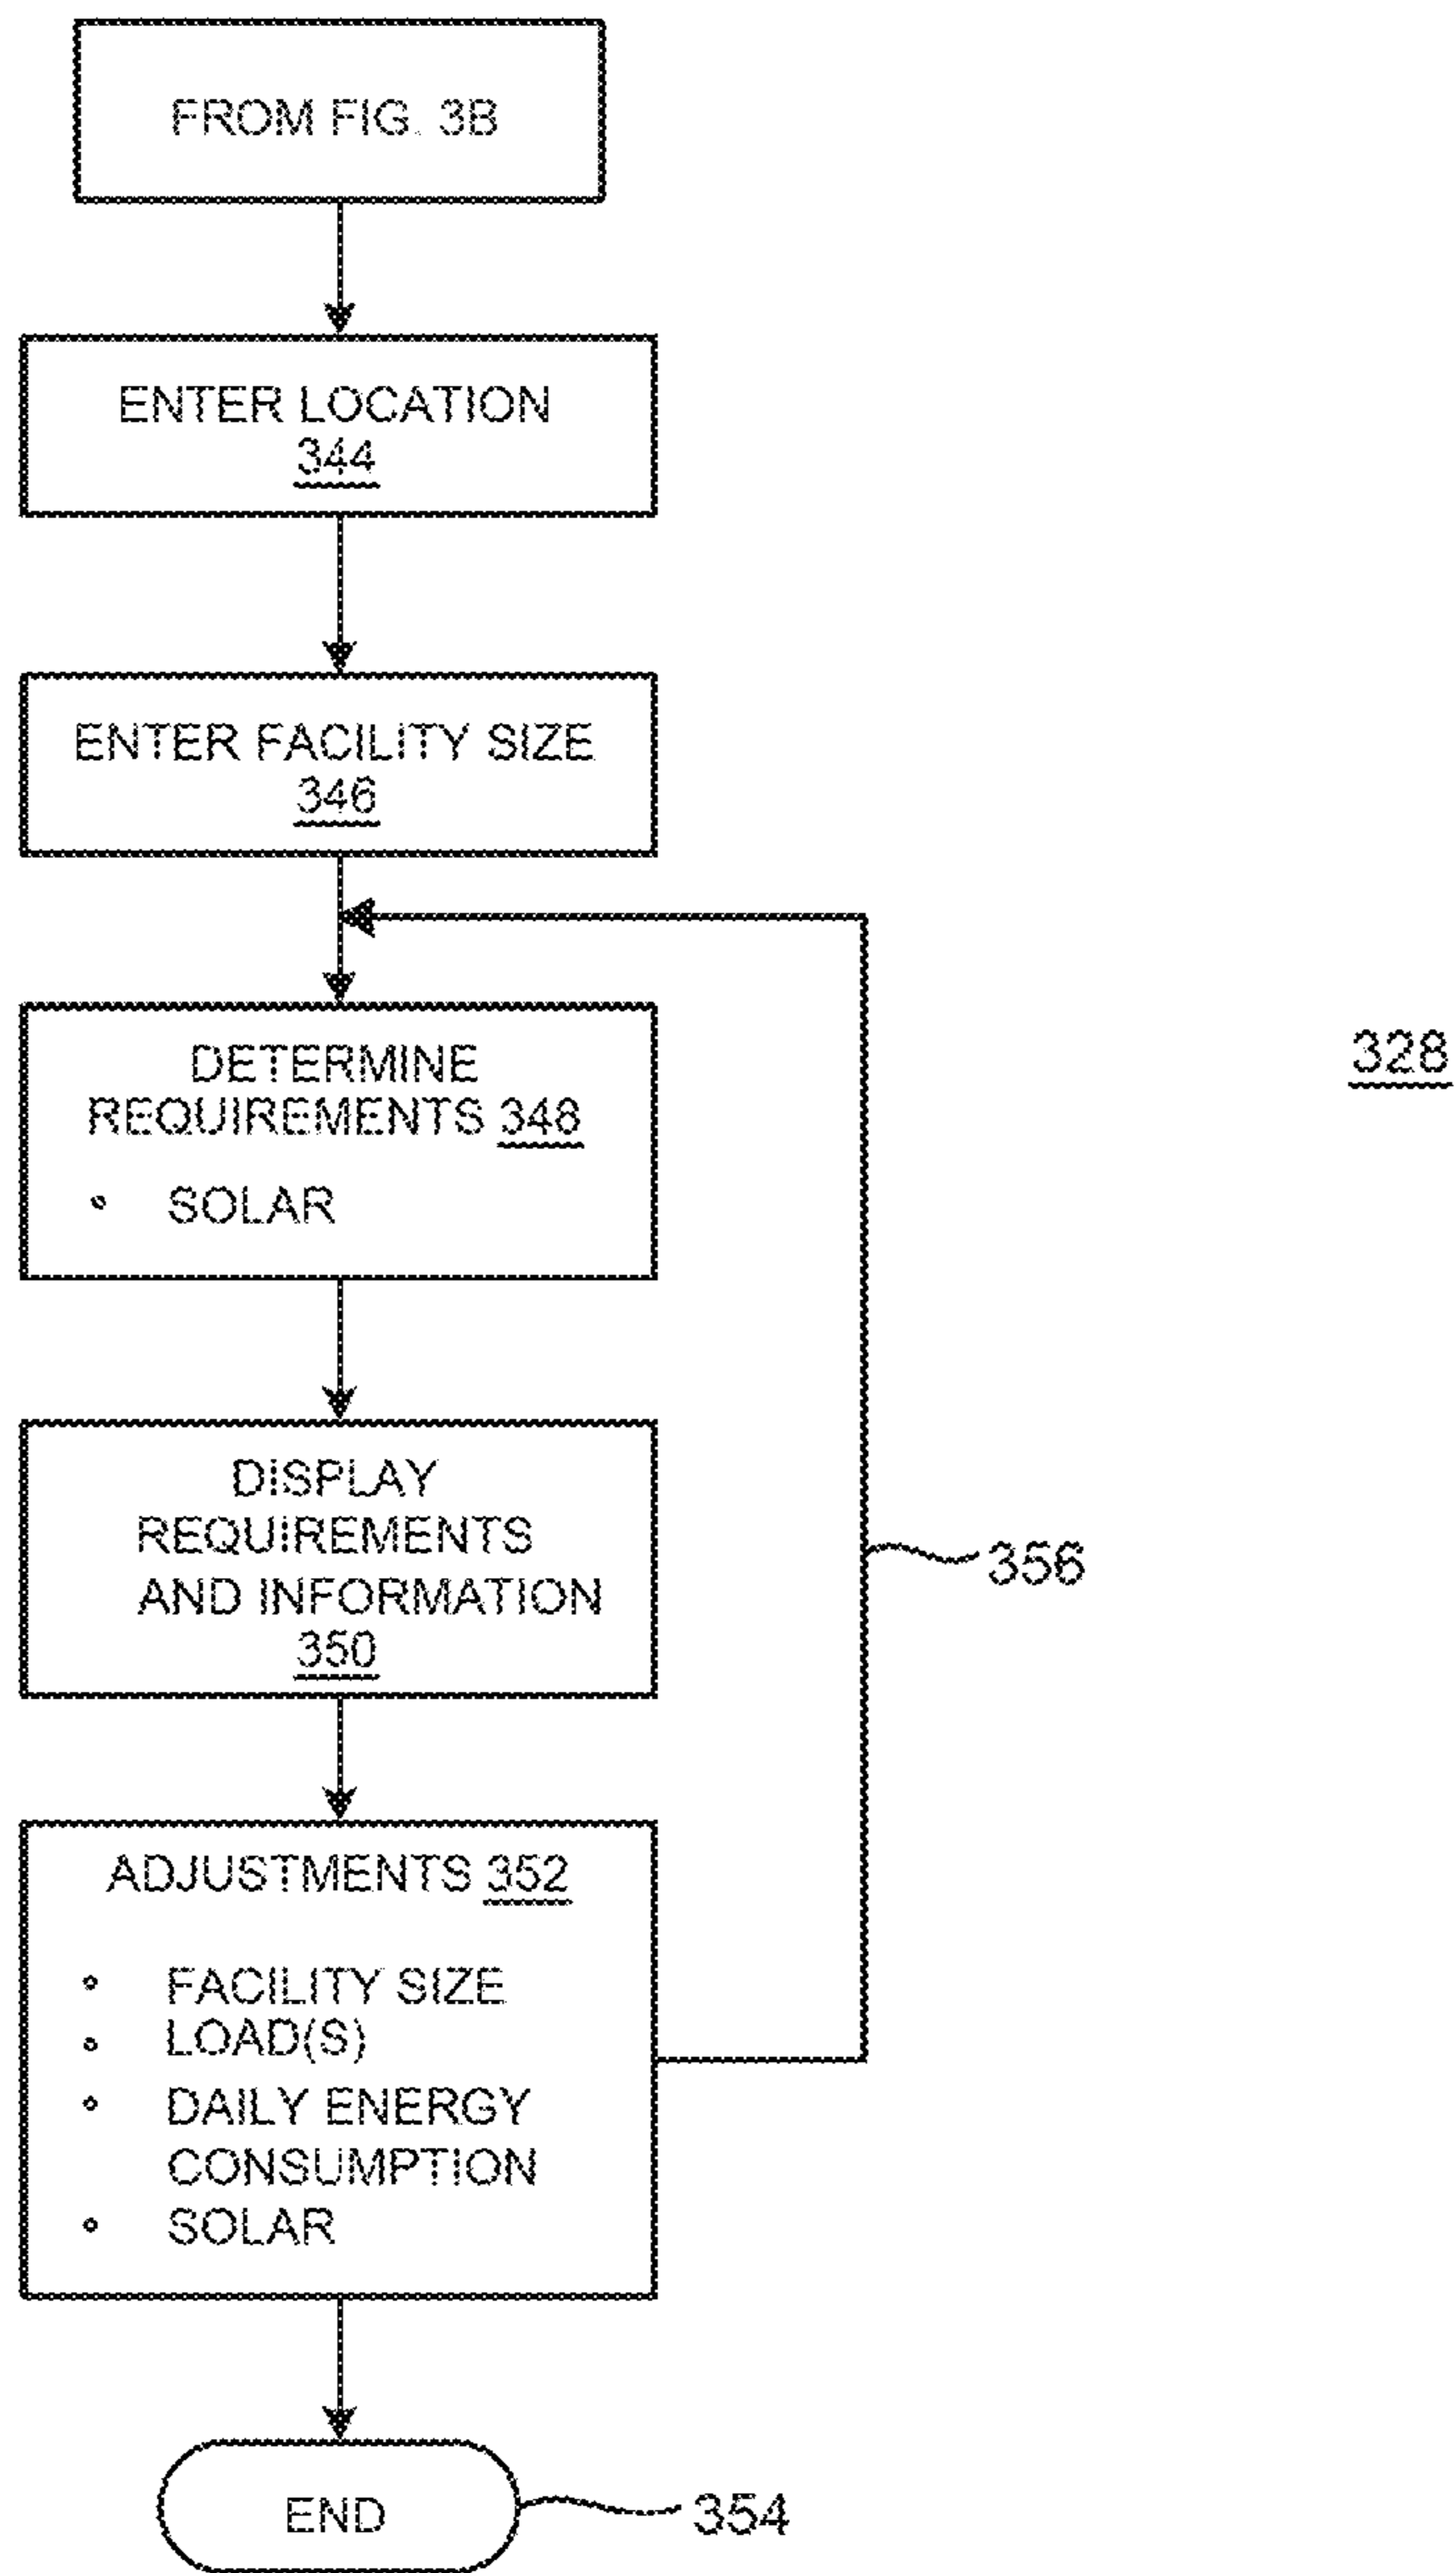 FROM FIG. 3B
ENTER LOCATION
344
ENTER FACILITY SIZE
346
DETERMINE
REQUIREMENTS 348
• SOLAR
328
DISPLAY
REQUIREMENTS
AND INFORMATION
350
356
ADJUSTMENTS 352
• FACILITY SIZE
• LOAD(S)
• DAILY ENERGY
CONSUMPTION
• SOLAR
END
354